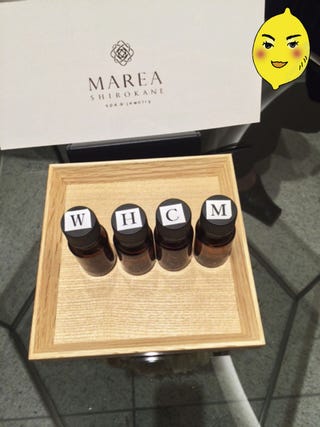 MAREA
SHIROKANE
spa & jewelry
W H C M